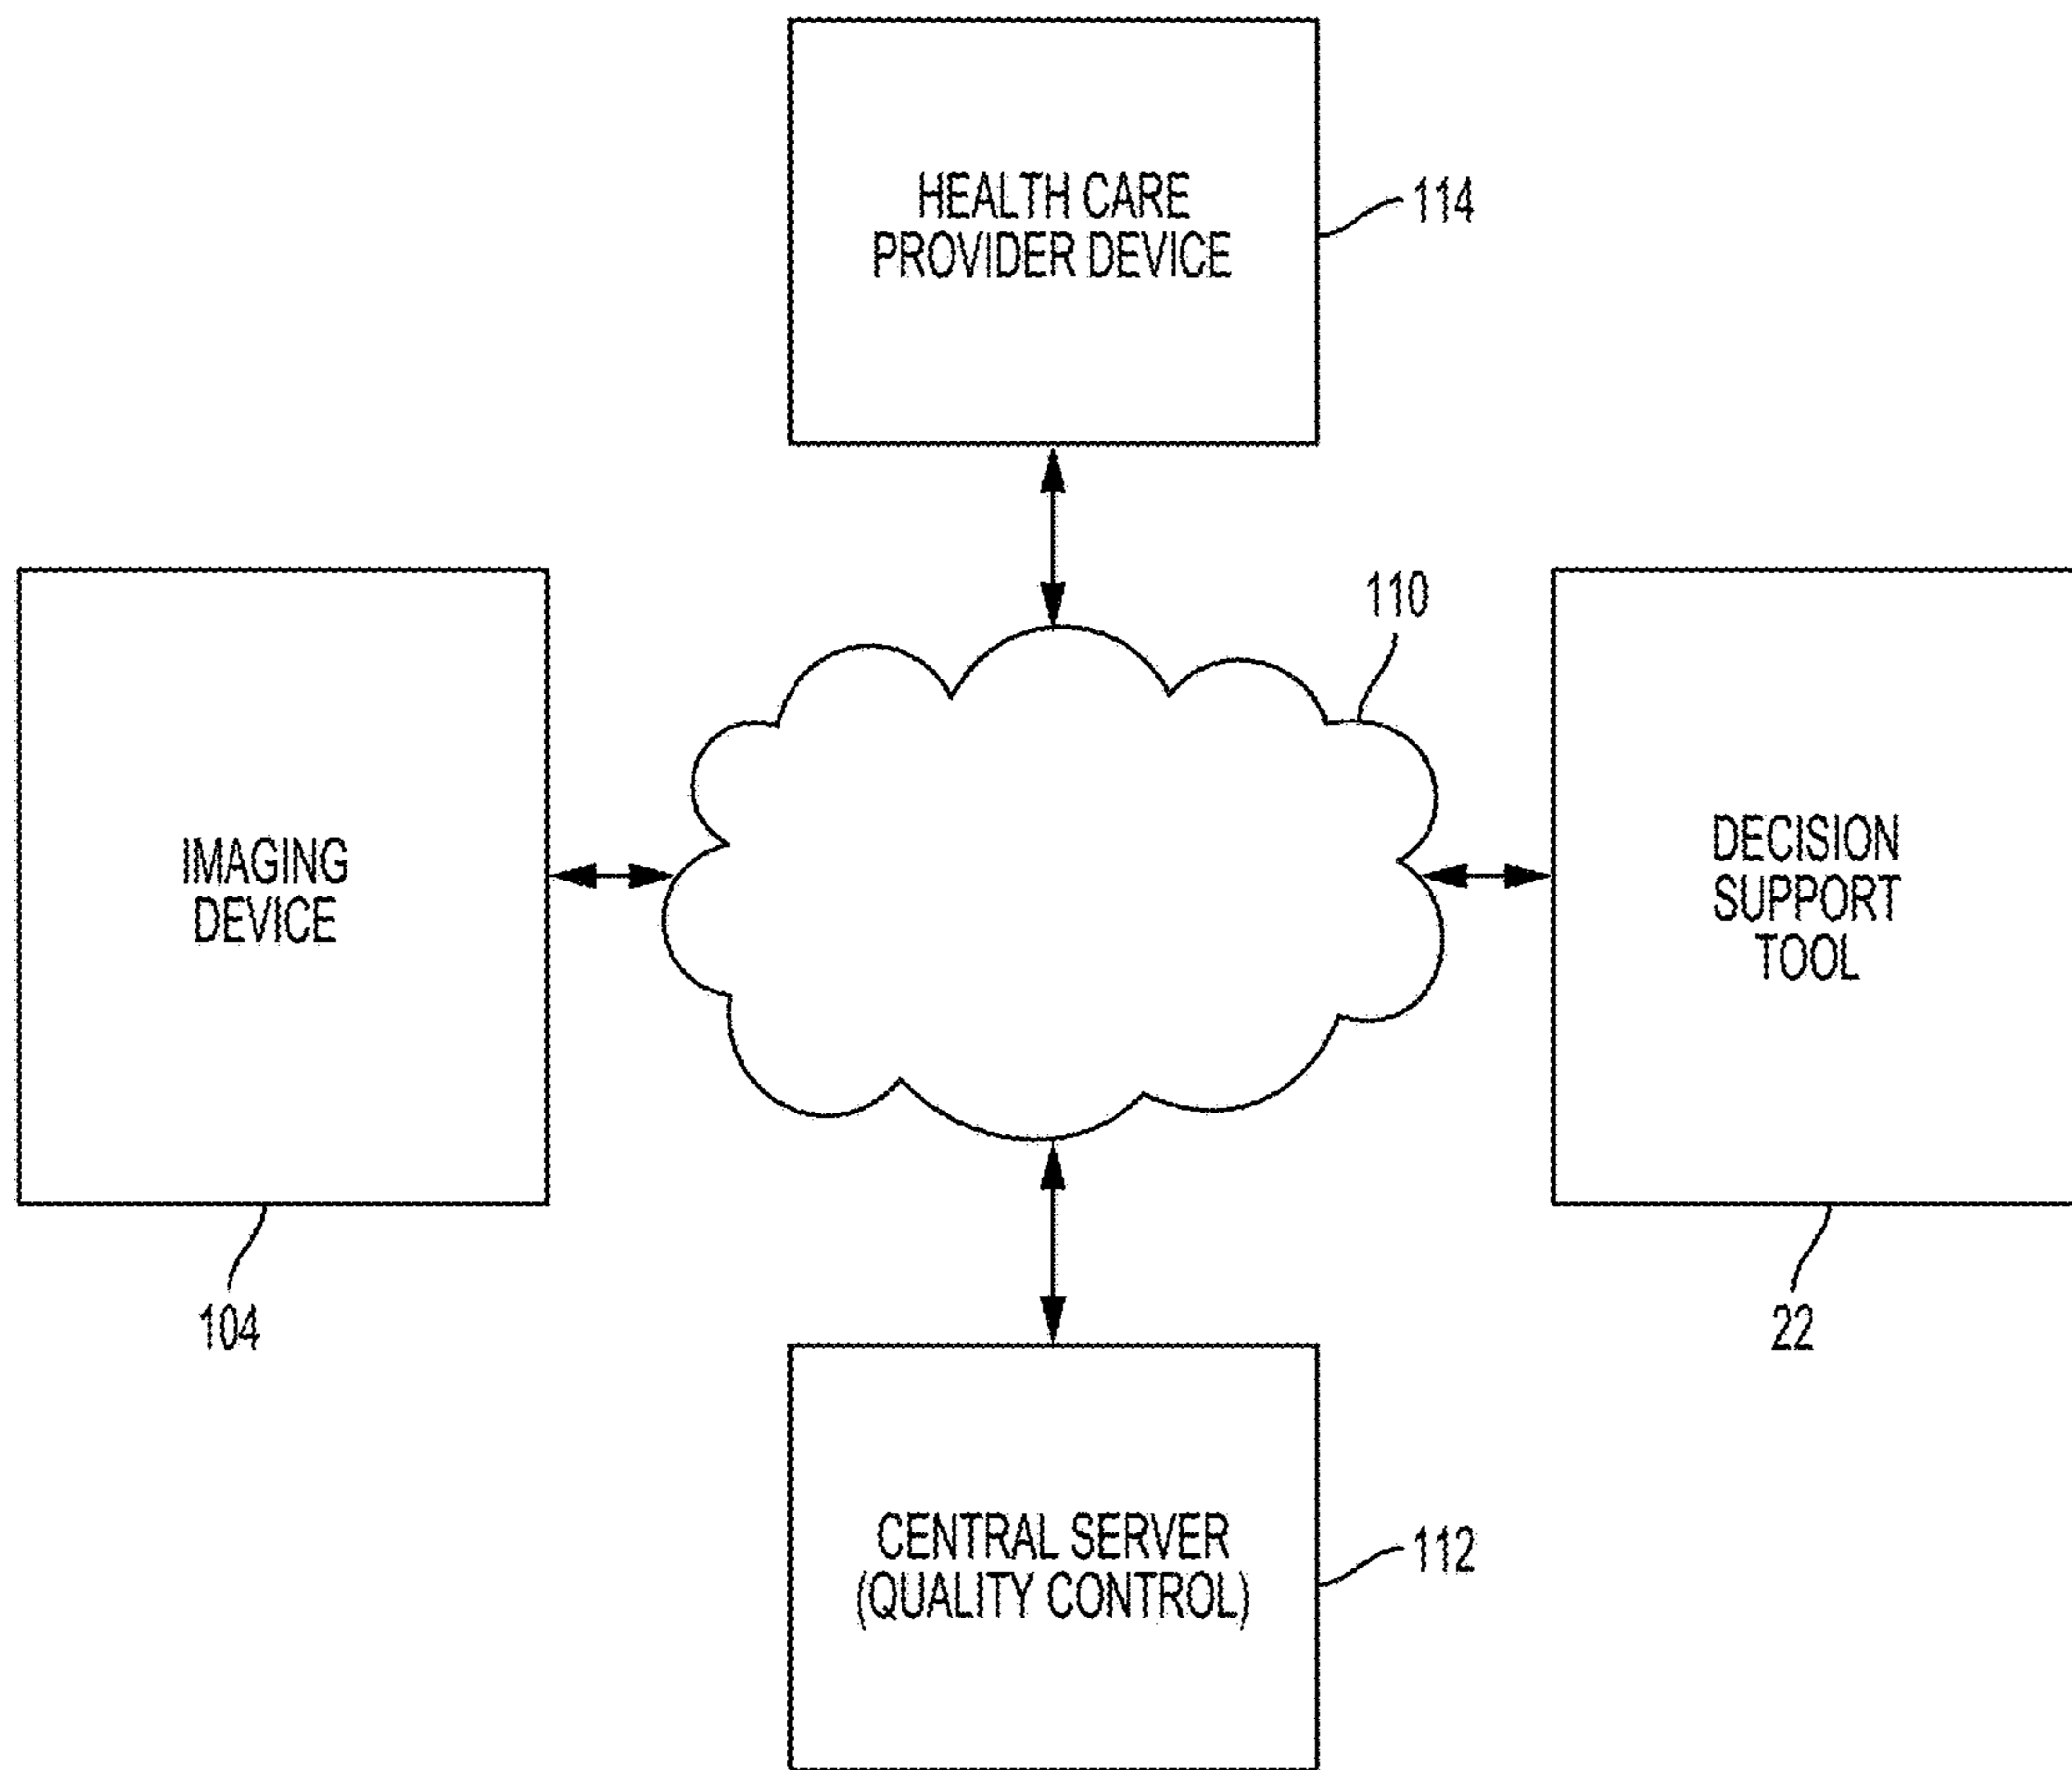 HEALTH CARE
PROVIDER DEVICE
114
110
IMAGING
DEVICE
DECISION
SUPPORT
TOOL
104
22
CENTRAL SERVER
(QUALITY CONTROL)
112